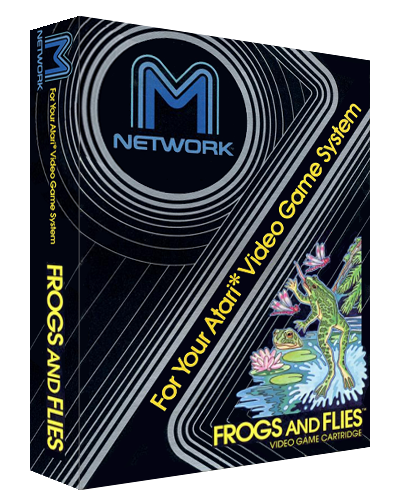 M
NETWORK
For Your Atari* Video Game System
FROGS AND FLIES
M
NETWORK
For Your Atari* Video Game System
FROGS AND FLIES™
VIDEO GAME CARTRIDGE